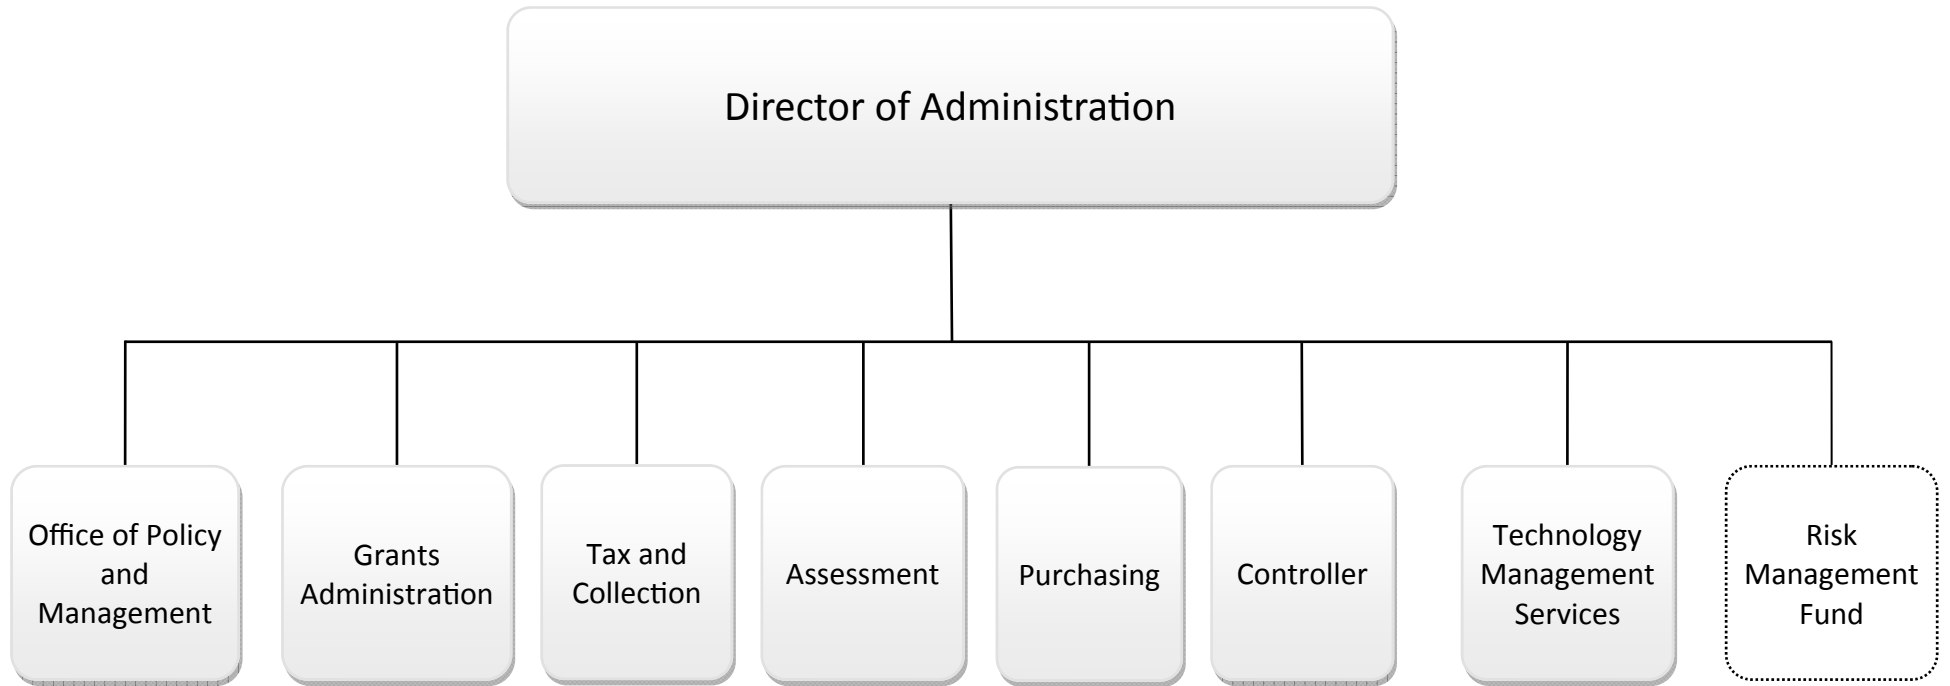 Director of Administration
Office of Policy
and
Management
Grants
Administration
Tax and
Collection
Assessment
Purchasing
Controller
Technology
Management
Services
Risk
Management
Fund